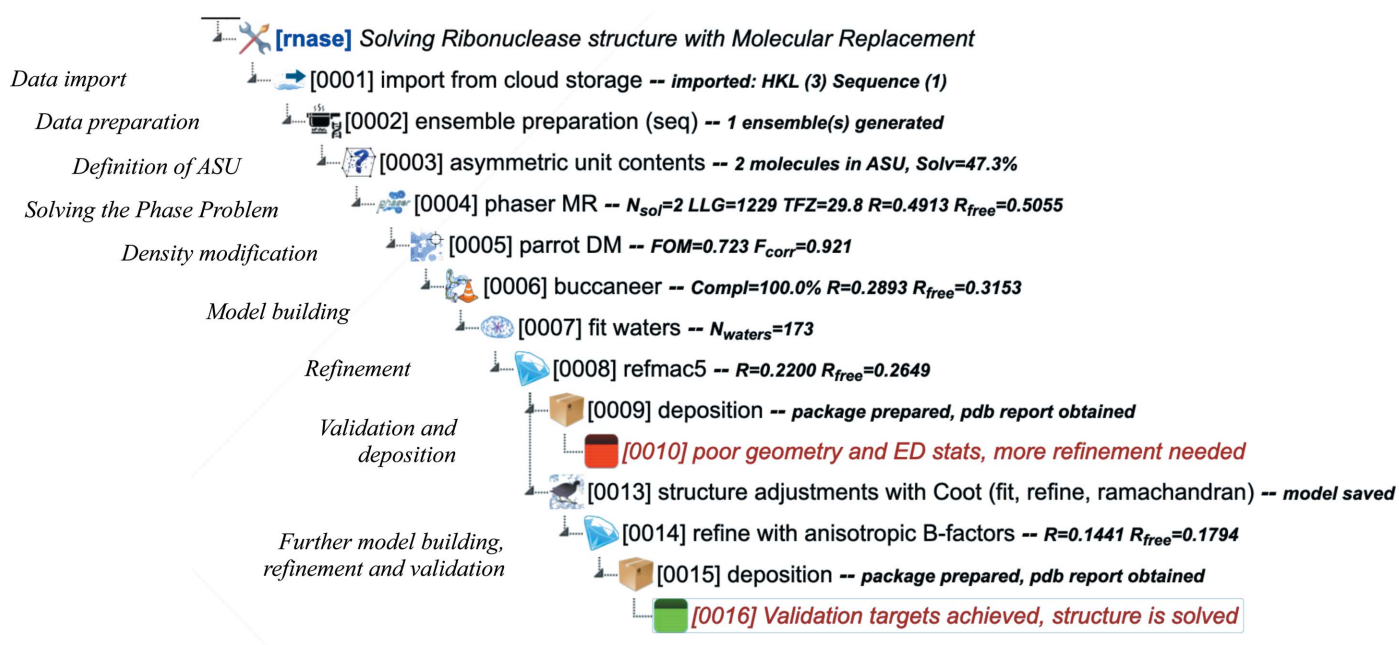 [rnase] Solving Ribonuclease structure with Molecular Replacement
Data import
[0001] import from cloud storage -- imported: HKL (3) Sequence (1)
Data preparation
[0002] ensemble preparation (seq) -- 1 ensemble(s) generated
Definition of ASU
[0003] asymmetric unit contents -- 2 molecules in ASU, Solv=47.3%
Solving the Phase Problem
[0004] phaser MR -- Nsol=2 LLG=1229 TFZ=29.8 R=0.4913 Rfree=0.5055
Density modification
[0005] parrot DM -- FOM=0.723 Fcorr=0.921
[0006] buccaneer -- Compl=100.0% R=0.2893 Rfree=0.3153
Model building
[0007] fit waters -- Nwaters=173
Refinement
[0008] refmac5 -- R=0.2200 Rfree=0.2649
[0009] deposition -- package prepared, pdb report obtained
Validation and
deposition
[0010] poor geometry and ED stats, more refinement needed
[0013] structure adjustments with Coot (fit, refine, ramachandran) -- model saved
[0014] refine with anisotropic B-factors -- R=0.1441 Rfree=0.1794
Further model building,
refinement and validation
[0015] deposition -- package prepared, pdb report obtained
[0016] Validation targets achieved, structure is solved